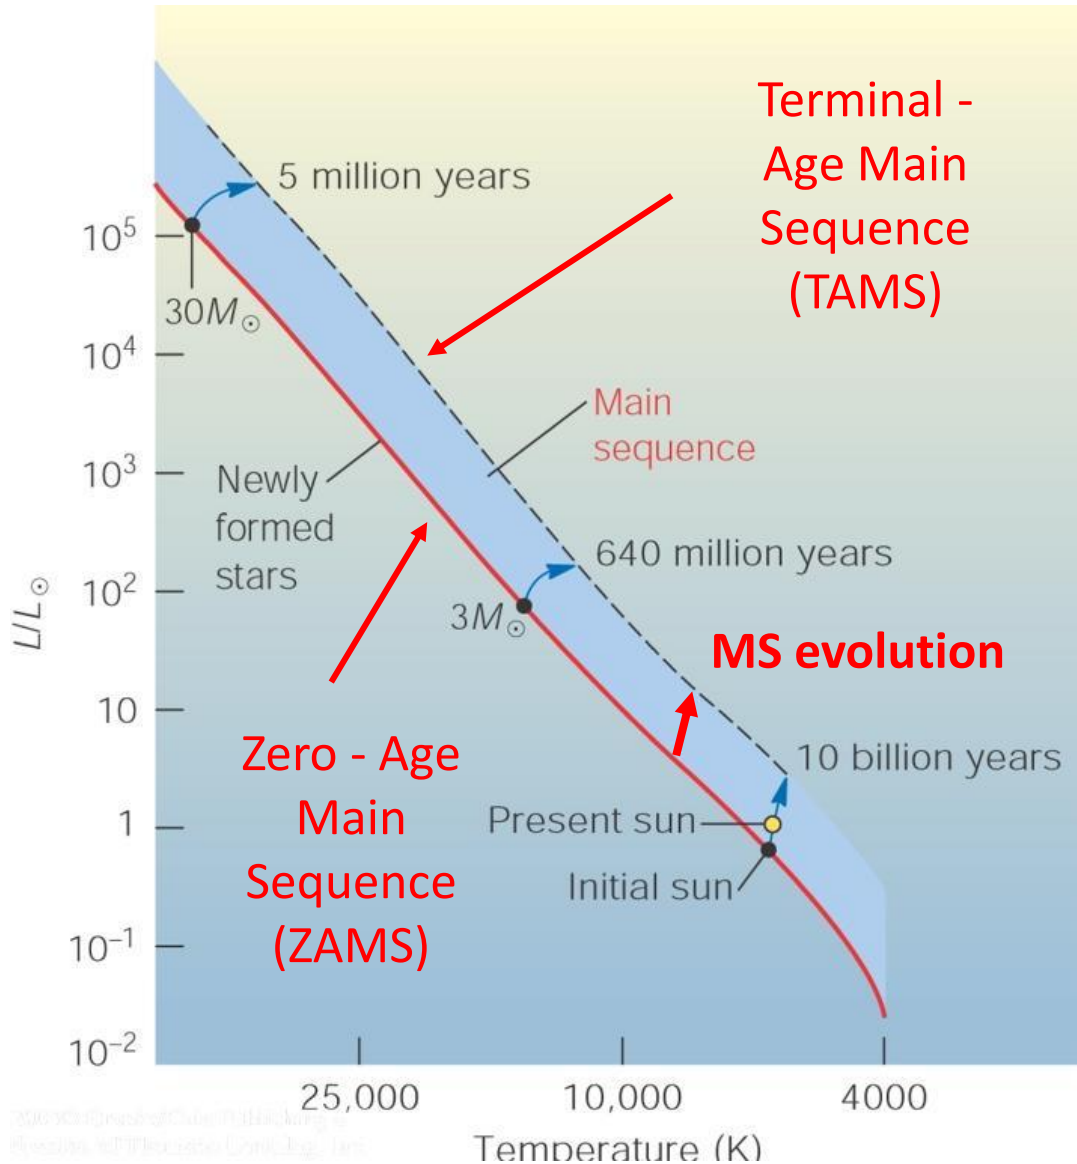 Terminal -
Age Main
Sequence
(TAMS)
5 million years
10⁵
30M☉
10⁴
Main
sequence
10³
Newly
formed
stars
640 million years
10²
3M☉
L/L☉
MS evolution
10
Zero - Age
Main
Sequence
(ZAMS)
10 billion years
1
Present sun
Initial sun
10⁻¹
10⁻²
25,000
10,000
4000
Temperature (K)